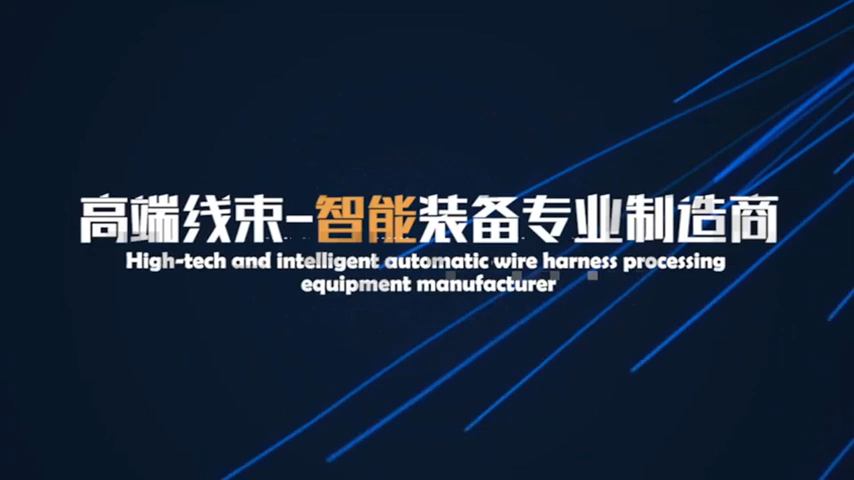 高端线束-智能装备专业制造商
High-tech and intelligent automatic wire harness processing
equipment manufacturer